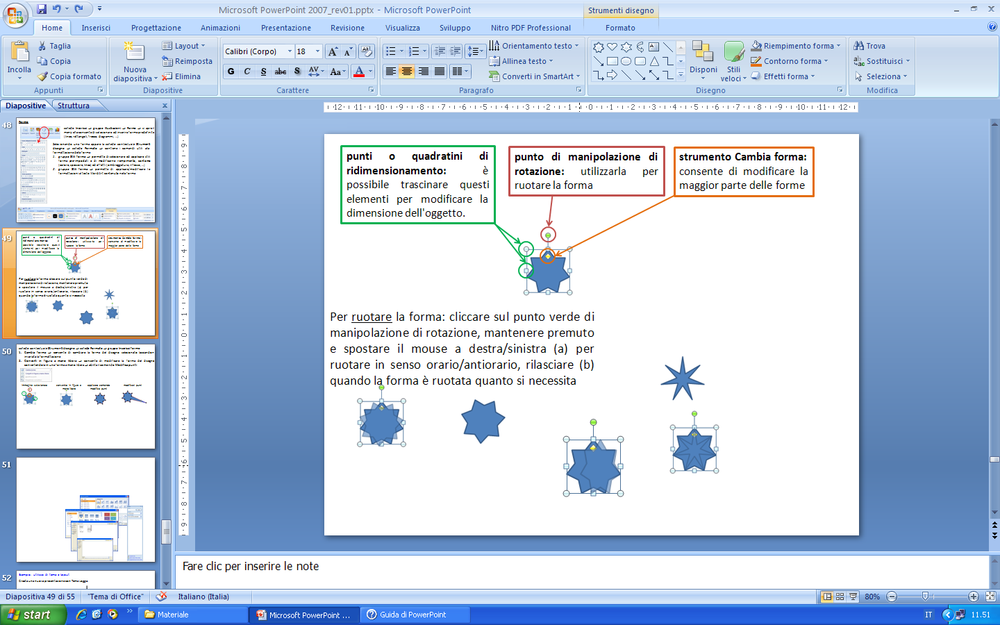 Microsoft PowerPoint 2007_rev01.pptx - Microsoft PowerPoint
Strumenti disegno
Home Inserisci Progettazione Animazioni Presentazione Revisione Visualizza Sviluppo Nitro PDF Professional Formato
Incolla
Taglia
Copia
Copia formato
Appunti
Nuova
diapositiva
Layout
Reimposta
Elimina
Diapositive
Calibri (Corpo) 18
G C S abc S AV Aa A
Carattere
Orientamento testo
Allinea testo
Converti in SmartArt
Paragrafo
Disponi
Stili
veloci
Riempimento forma
Contorno forma
Effetti forma
Disegno
Trova
Sostituisci
Seleziona
Modifica
Diapositive Struttura x
48
49
50
51
52
punti o quadratini di
ridimensionamento: è
possibile trascinare questi
elementi per modificare la
dimensione dell'oggetto.
punto di manipolazione di
rotazione: utilizzarla per
ruotare la forma
strumento Cambia forma:
consente di modificare la
maggior parte delle forme
Per ruotare la forma: cliccare sul punto verde di
manipolazione di rotazione, mantenere premuto
e spostare il mouse a destra/sinistra (a) per
ruotare in senso orario/antiorario, rilasciare (b)
quando la forma è ruotata quanto si necessita
Fare clic per inserire le note
Diapositiva 49 di 55 "Tema di Office" Italiano (Italia) 80%
start Materiale Microsoft PowerPoint ... Guida di PowerPoint IT 11.51